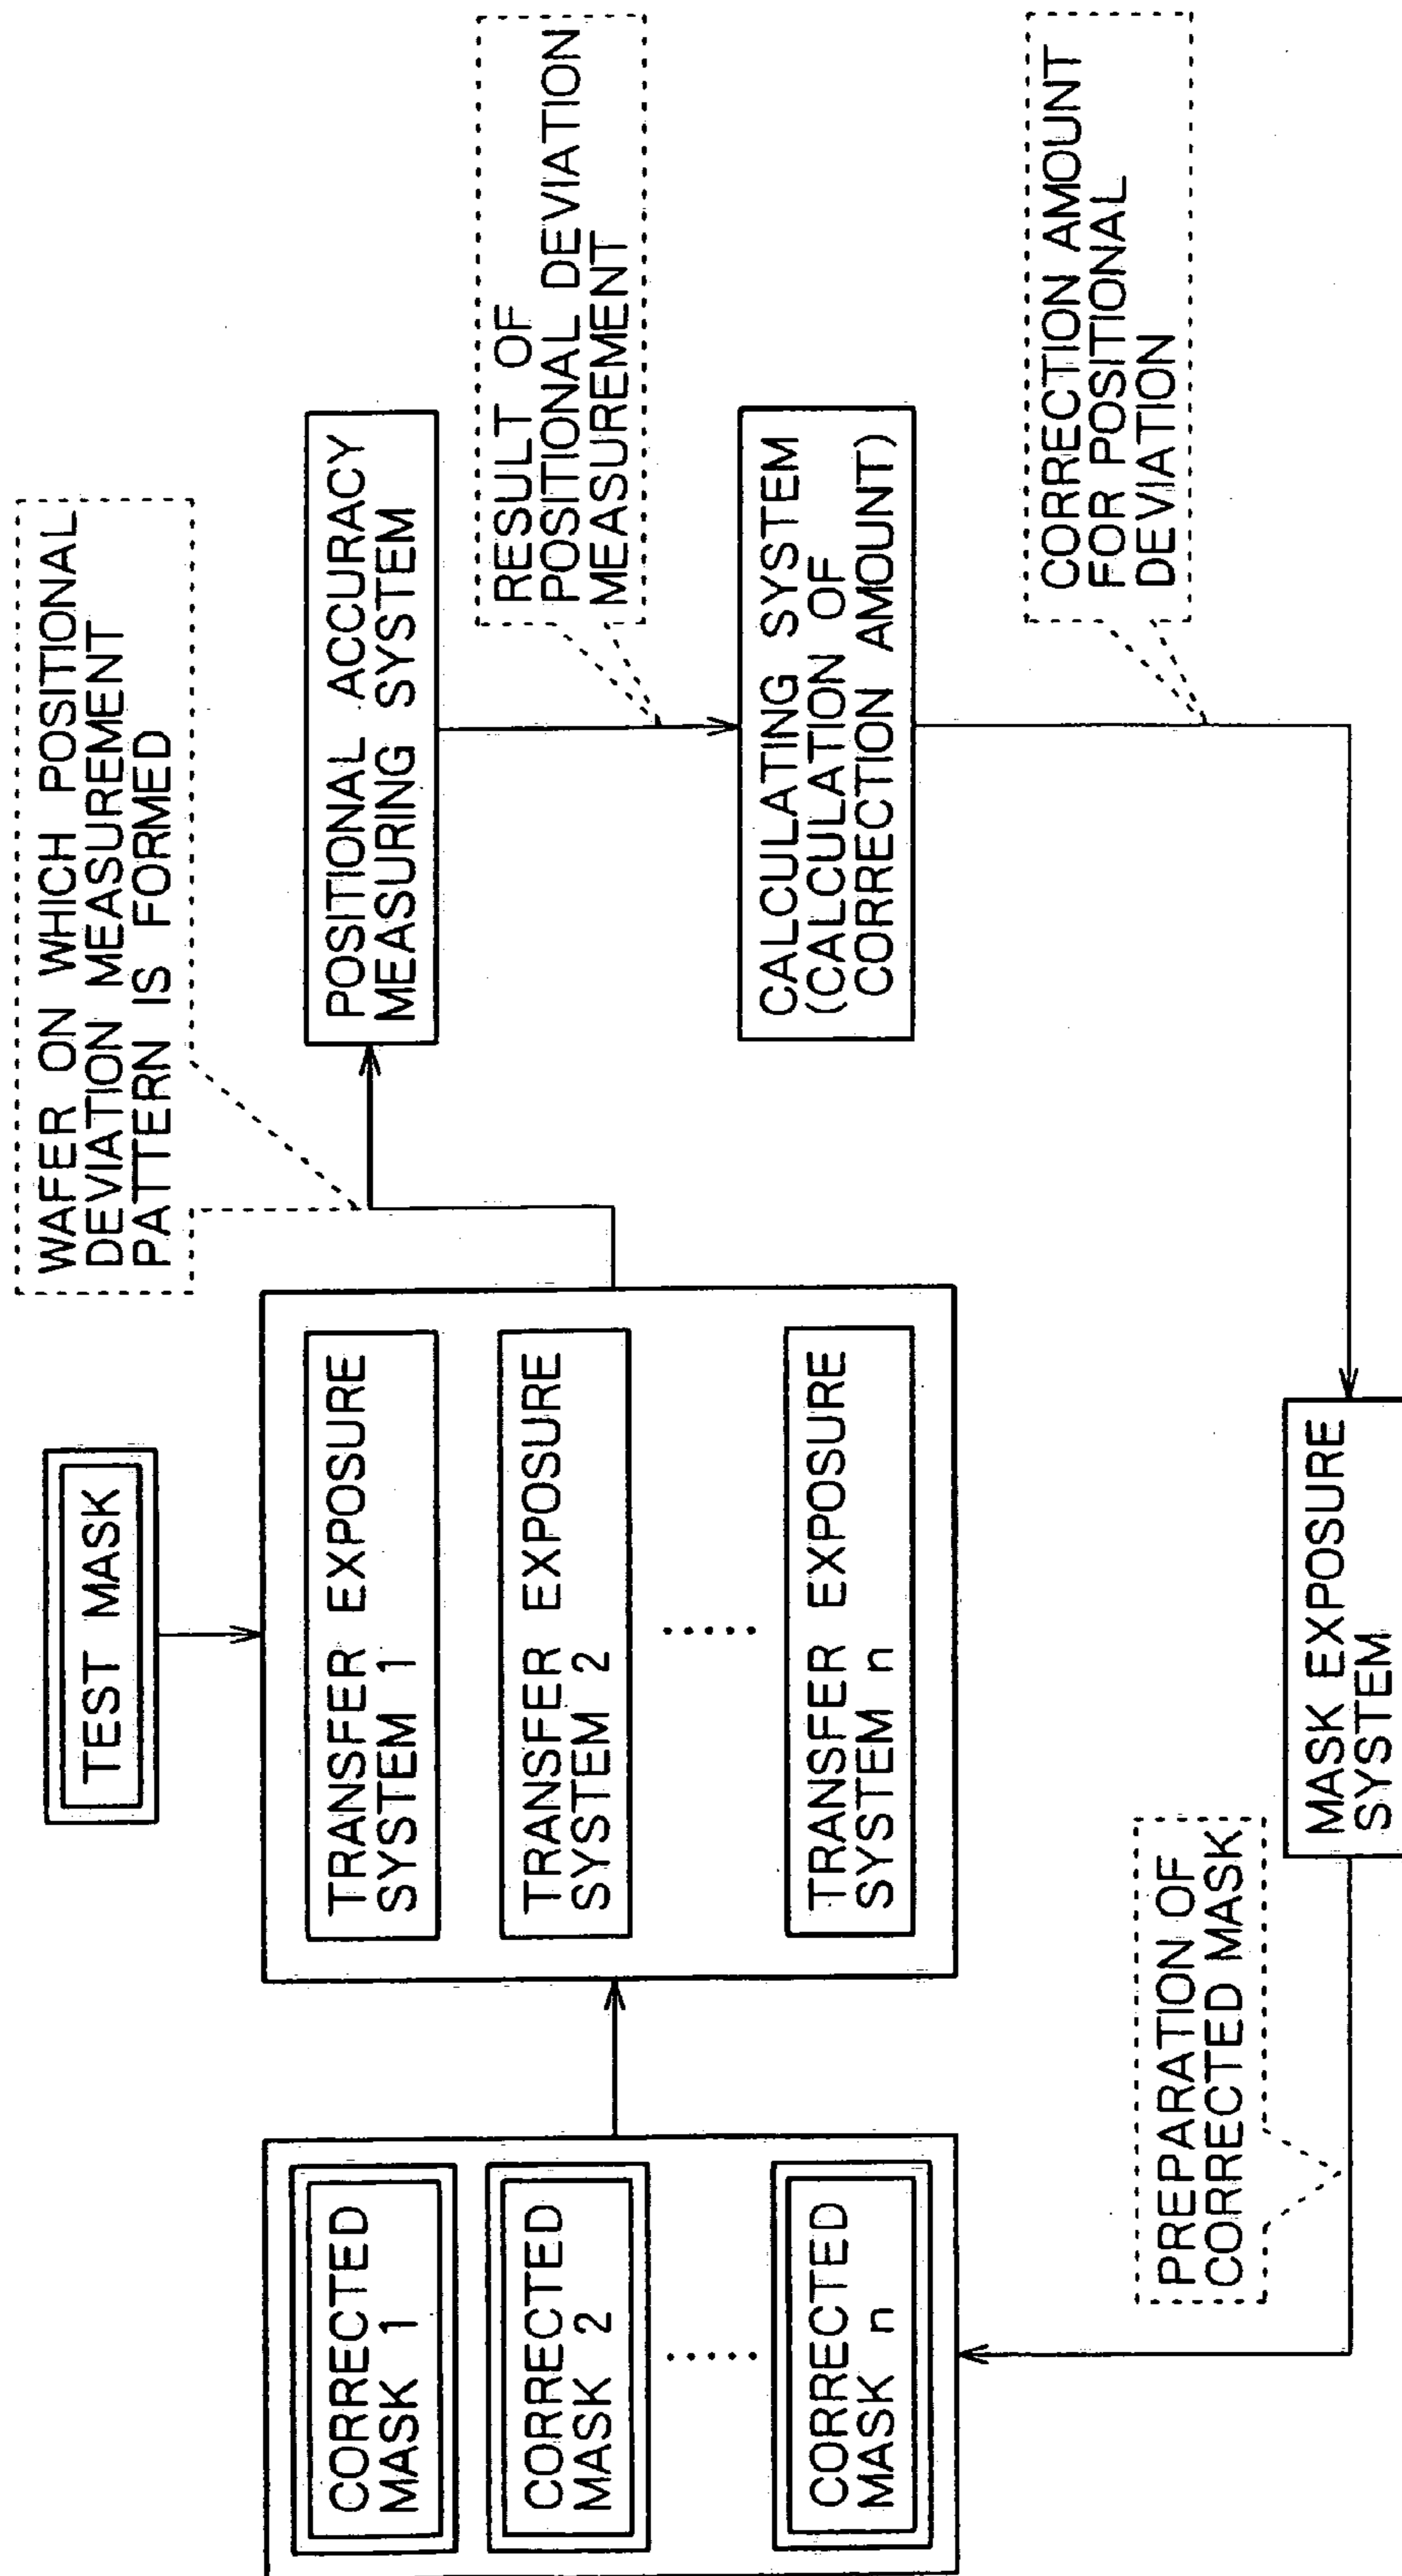 WAFER ON WHICH POSITIONAL
DEVIATION MEASUREMENT
PATTERN IS FORMED
TEST MASK
CORRECTED
MASK 1
CORRECTED
MASK 2
.....
CORRECTED
MASK n
TRANSFER EXPOSURE
SYSTEM 1
TRANSFER EXPOSURE
SYSTEM 2
.....
TRANSFER EXPOSURE
SYSTEM n
POSITIONAL ACCURACY
MEASURING SYSTEM
RESULT OF
POSITIONAL DEVIATION
MEASUREMENT
CALCULATING SYSTEM
(CALCULATION OF
CORRECTION AMOUNT)
CORRECTION AMOUNT
FOR POSITIONAL
DEVIATION
PREPARATION OF
CORRECTED MASK
MASK EXPOSURE
SYSTEM